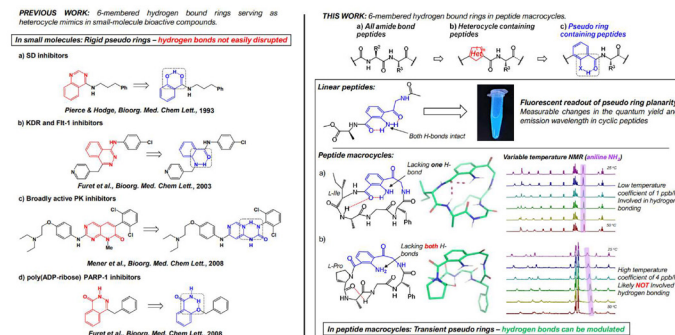 PREVIOUS WORK: 6-membered hydrogen bound rings serving as
heterocycle mimics in small-molecule bioactive compounds.
In small molecules: Rigid pseudo rings – hydrogen bonds not easily disrupted
a) SD inhibitors
Pierce & Hodge, Bioorg. Med. Chem Lett., 1993
b) KDR and Flt-1 inhibitors
Furet et al., Bioorg. Med. Chem Lett., 2003
c) Broadly active PK inhibitors
Mener et al., Bioorg. Med. Chem Lett., 2008
d) poly(ADP-ribose) PARP-1 inhibitors
Furet et al., Bioorg. Med. Chem Lett., 2008
THIS WORK: 6-membered hydrogen bound rings in peptide macrocycles.
a) All amide bond
peptides
b) Heterocycle containing
peptides
c) Pseudo ring
containing peptides
Het
Linear peptides:
Both H-bonds intact
Fluorescent readout of pseudo ring planarity
Measurable changes in the quantum yield and
emission wavelength in cyclic peptides
Peptide macrocycles:
Variable temperature NMR (aniline NH2)
a)
L-Ile
Lacking one H-
bonds
25 °C
50 °C
Low temperature
coefficient of 1 ppb/
Involved in hydrogen
bonding
b)
L-Pro
Lacking both H-
bonds
25 °C
High temperature
coefficient of 4 ppb/
Likely NOT Involved
hydrogen bonding
In peptide macrocycles: Transient pseudo rings – hydrogen bonds can be modulated